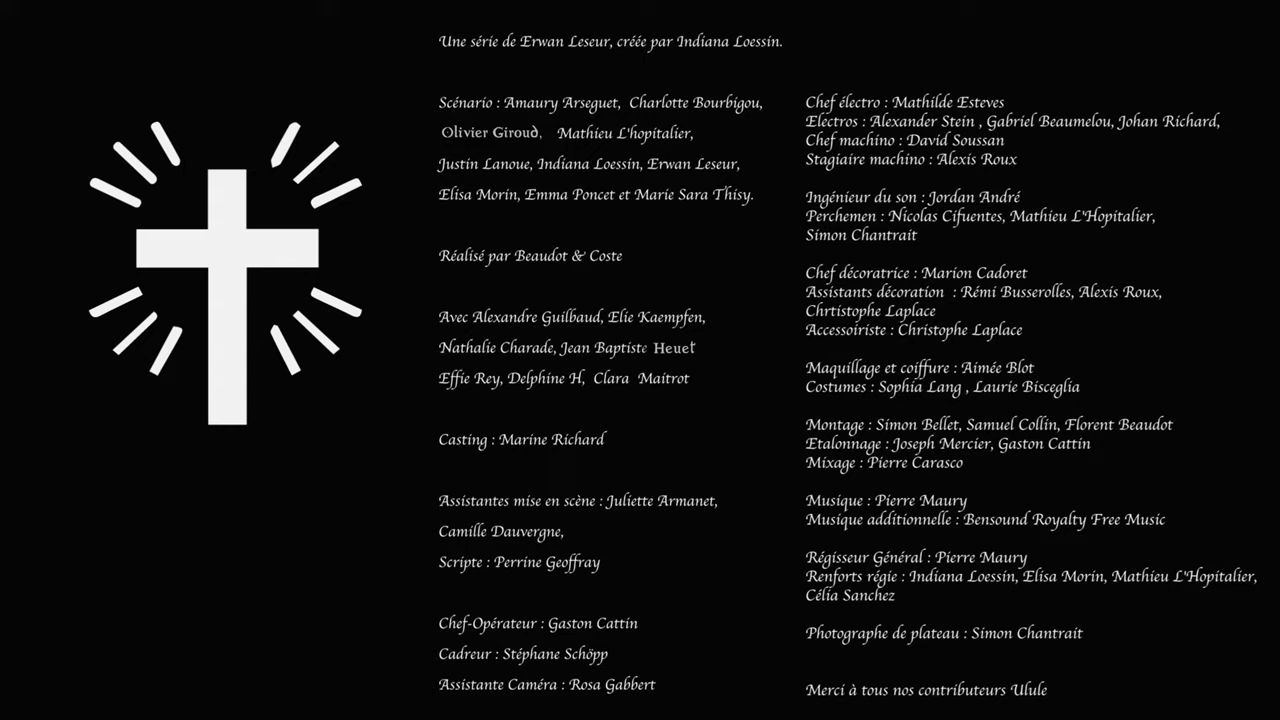 Une série de Erwan Leseur, créée par Indiana Loessin.
Scénario : Amaury Arseguet, Charlotte Bourbigou,
Olivier Giroud, Mathieu L'hopitalier,
Justin Lanoue, Indiana Loessin, Erwan Leseur,
Elisa Morin, Emma Poncet et Marie Sara Thisy.
Réalisé par Beaudot & Coste
Avec Alexandre Guilbaud, Elie Kaempfen,
Nathalie Charade, Jean Baptiste Heuet
Effie Rey, Delphine H, Clara Maitrot
Casting : Marine Richard
Assistantes mise en scène : Juliette Armanet,
Camille Dauvergne,
Scripte : Perrine Geoffray
Chef-Opérateur : Gaston Cattin
Cadreur : Stéphane Schöpp
Assistante Caméra : Rosa Gabbert
Chef électro : Mathilde Esteves
Electros : Alexander Stein , Gabriel Beaumelou, Johan Richard,
Chef machino : David Soussan
Stagiaire machino : Alexis Roux
Ingénieur du son : Jordan André
Perchemen : Nicolas Cifuentes, Mathieu L'Hopitalier,
Simon Chantrait
Chef décoratrice : Marion Cadoret
Assistants décoration : Rémi Busserolles, Alexis Roux,
Chrtistophe Laplace
Accessoiriste : Christophe Laplace
Maquillage et coiffure : Aimée Blot
Costumes : Sophia Lang , Laurie Bisceglia
Montage : Simon Bellet, Samuel Collin, Florent Beaudot
Etalonnage : Joseph Mercier, Gaston Cattin
Mixage : Pierre Carasco
Musique : Pierre Maury
Musique additionnelle : Bensound Royalty Free Music
Régisseur Général : Pierre Maury
Renforts régie : Indiana Loessin, Elisa Morin, Mathieu L'Hopitalier,
Célia Sanchez
Photographe de plateau : Simon Chantrait
Merci à tous nos contributeurs Ulule